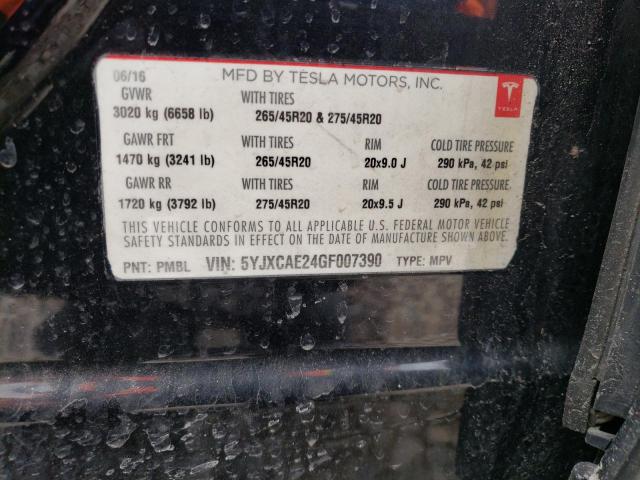 06/16 MFD BY TESLA MOTORS, INC.
GVWR WITH TIRES
3020 kg (6658 lb) 265/45R20 & 275/45R20
TESLA
GAWR FRT WITH TIRES RIM COLD TIRE PRESSURE
1470 kg (3241 lb) 265/45R20 20x9.0 J 290 kPa, 42 psi
GAWR RR WITH TIRES RIM COLD TIRE PRESSURE
1720 kg (3792 lb) 275/45R20 20x9.5 J 290 kPa, 42 psi
THIS VEHICLE CONFORMS TO ALL APPLICABLE U.S. FEDERAL MOTOR VEHICLE
SAFETY STANDARDS IN EFFECT ON THE DATE OF MANUFACTURE SHOWN ABOVE.
PNT: PMBL VIN: 5YJXCAE24GF007390 TYPE: MPV